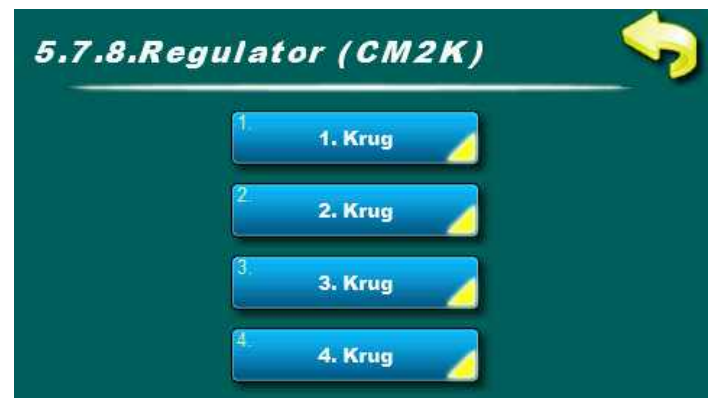 5.7.8.Regulator (CM2K)
1.
1. Krug
2.
2. Krug
3.
3. Krug
4.
4. Krug